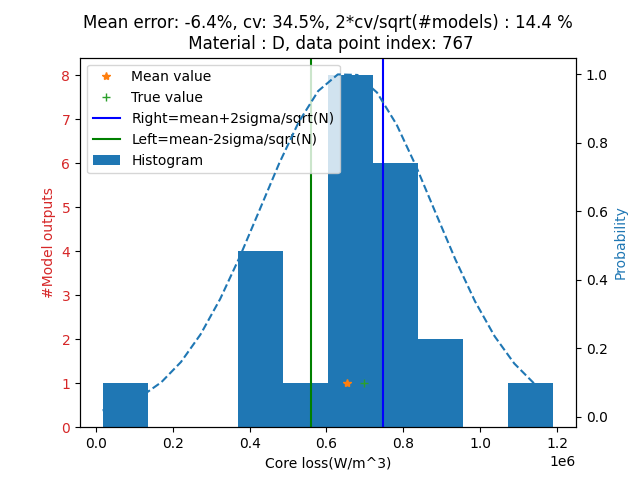 Mean error: -6.4%, cv: 34.5%, 2*cv/sqrt(#models) : 14.4 %
Material : D, data point index: 767
Mean value
True value
Right=mean+2sigma/sqrt(N)
Left=mean-2sigma/sqrt(N)
Histogram
#Model outputs
8
7
6
5
4
3
2
1
0
Probability
1.0
0.8
0.6
0.4
0.2
0.0
0.0 0.2 0.4 0.6 0.8 1.0 1.2
1e6
Core loss(W/m^3)